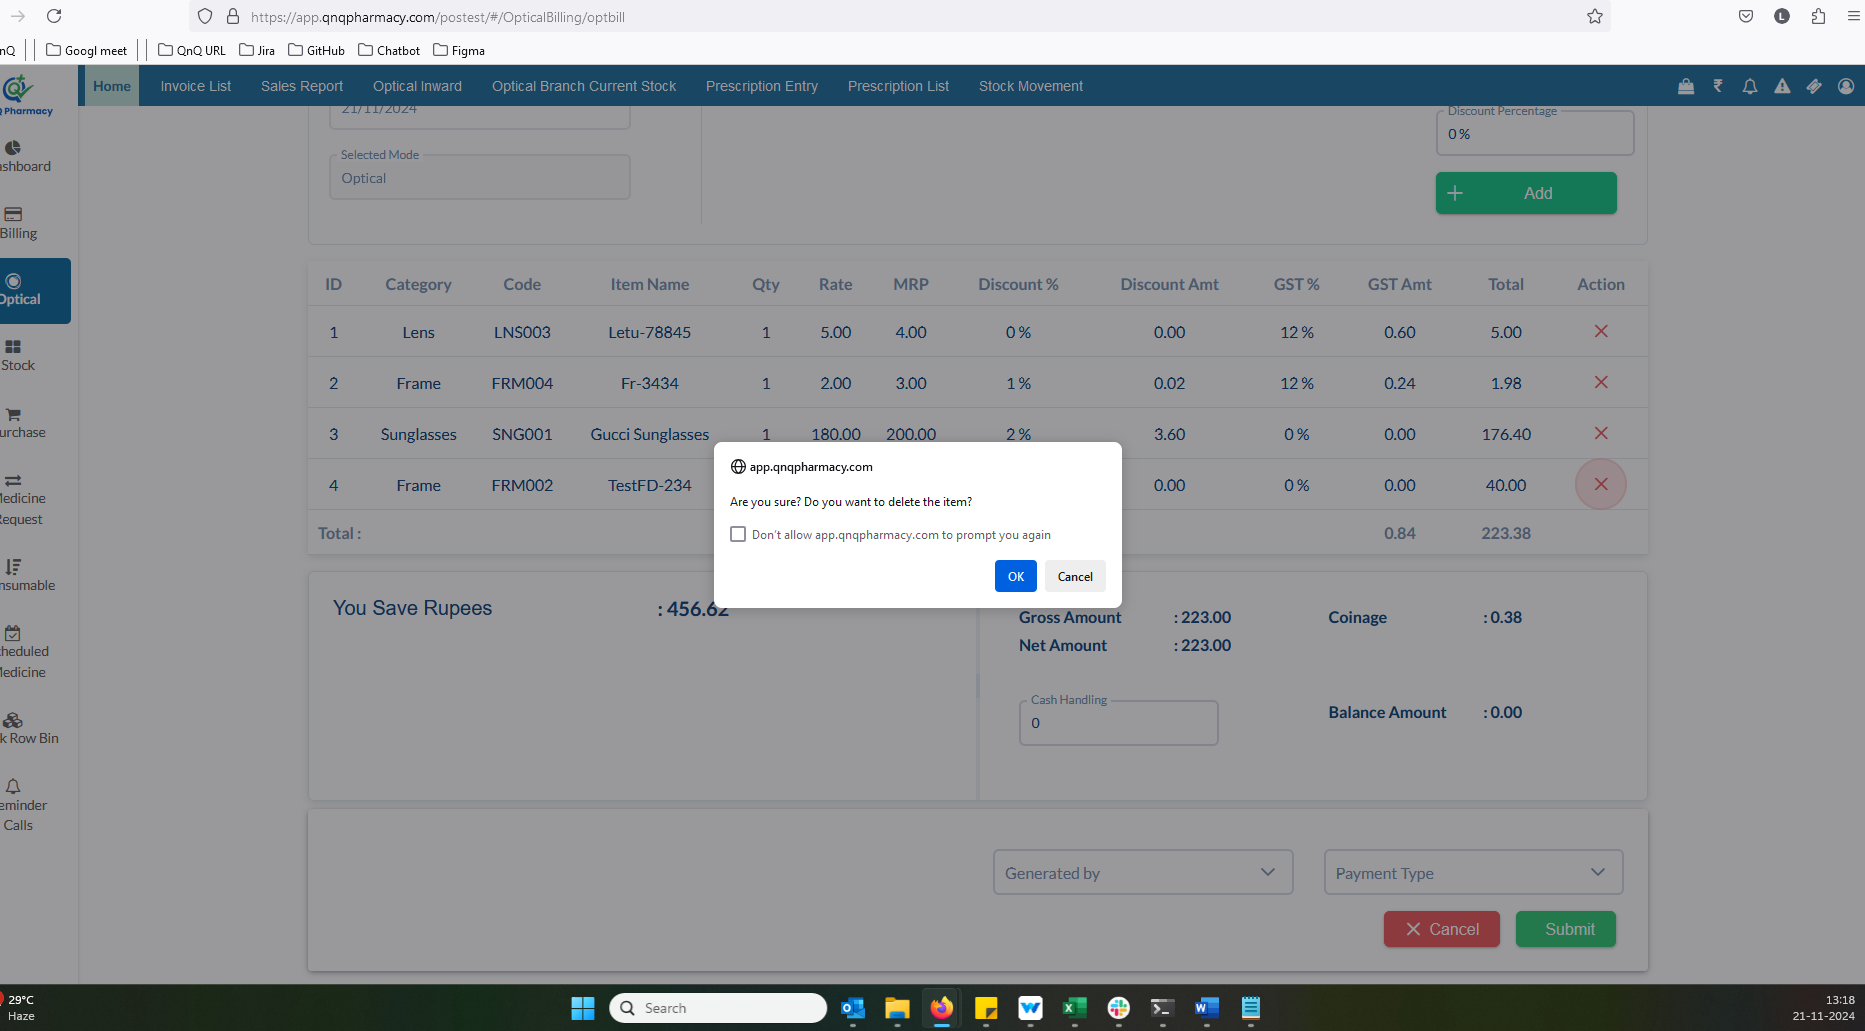 https://app.qnqpharmacy.com/postest/#/OpticalBilling/optbill
L
nQ Googl meet QnQ URL Jira GitHub Chatbot Figma
Pharmacy
Home Invoice List Sales Report Optical Inward Optical Branch Current Stock Prescription Entry Prescription List Stock Movement
21/11/2024
Discount Percentage
0 %
Selected Mode
Optical
Add
shboard
Billing
Optical
Stock
urchase
edicine
equest
nsumable
heduled
edicine
k Row Bin
eminder
Calls
ID Category Code Item Name Qty Rate MRP Discount % Discount Amt GST % GST Amt Total Action
1 Lens LNS003 Letu-78845 1 5.00 4.00 0 % 0.00 12 % 0.60 5.00
2 Frame FRM004 Fr-3434 1 2.00 3.00 1 % 0.02 12 % 0.24 1.98
3 Sunglasses SNG001 Gucci Sunglasses 1 180.00 200.00 2 % 3.60 0 % 0.00 176.40
4 Frame FRM002 TestFD-234 0.00 0 % 0.00 40.00
Total : 0.84 223.38
app.qnqpharmacy.com
Are you sure? Do you want to delete the item?
Don't allow app.qnqpharmacy.com to prompt you again
OK Cancel
You Save Rupees : 456.62
Gross Amount : 223.00 Coinage : 0.38
Net Amount : 223.00
Cash Handling
0
Balance Amount : 0.00
Generated by Payment Type
Cancel Submit
29°C
Haze
Search
13:18
21-11-2024